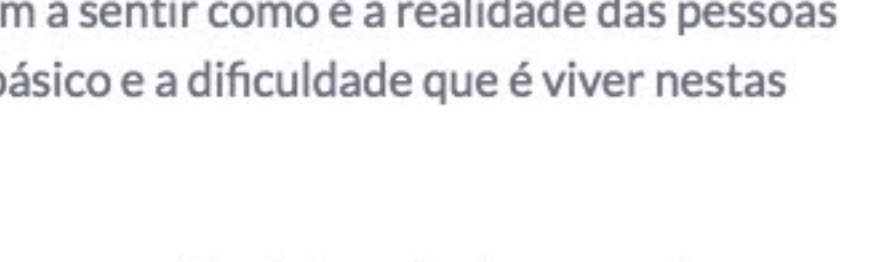 m a sentir como é a realidade das pessoas
básico e a dificuldade que é viver nestas